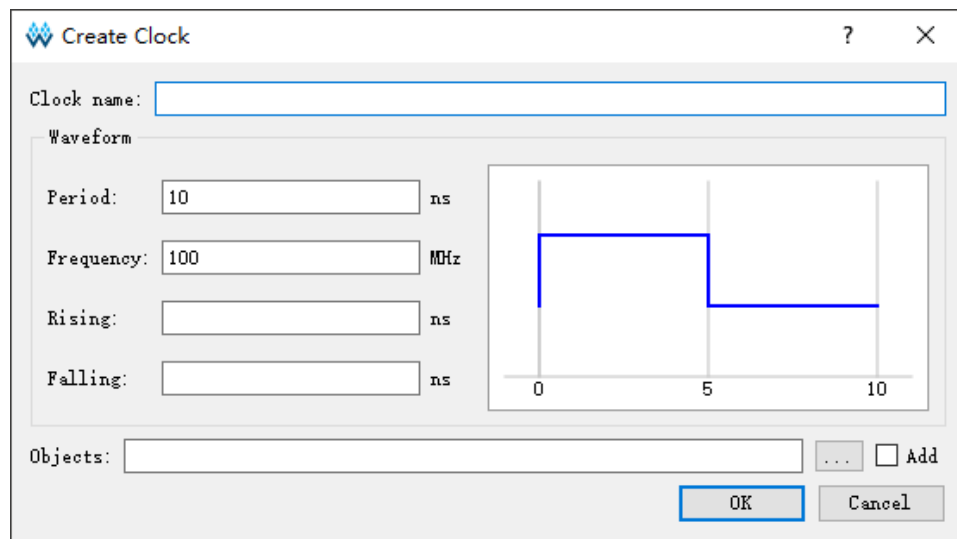 Create Clock ?
Clock name:
Waveform
Period: 10 ns
Frequency: 100 MHz
Rising: ns
Falling: ns
0 5 10
Objects: ... Add
OK Cancel